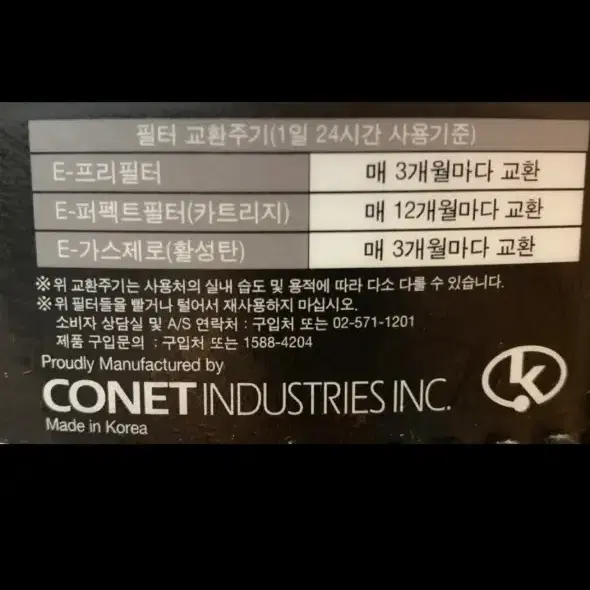 필터 교환주기(1일 24시간 사용기준)
E-프리필터 매 3개월마다 교환
E-퍼펙트필터(카트리지) 매 12개월마다 교환
E-가스제로(활성탄) 매 3개월마다 교환
※위 교환주기는 사용처의 실내 습도 및 용적에 따라 다소 다룰 수 있습니다.
※위 필터들을 빨거나 털어서 재사용하지 마십시오.
소비자 상담실 및 A/S 연락처 : 구입처 또는 02-571-1201
제품 구입문의 : 구입처 또는 1588-4204
Proudly Manufactured by
CONET INDUSTRIES INC.
Made in Korea
k